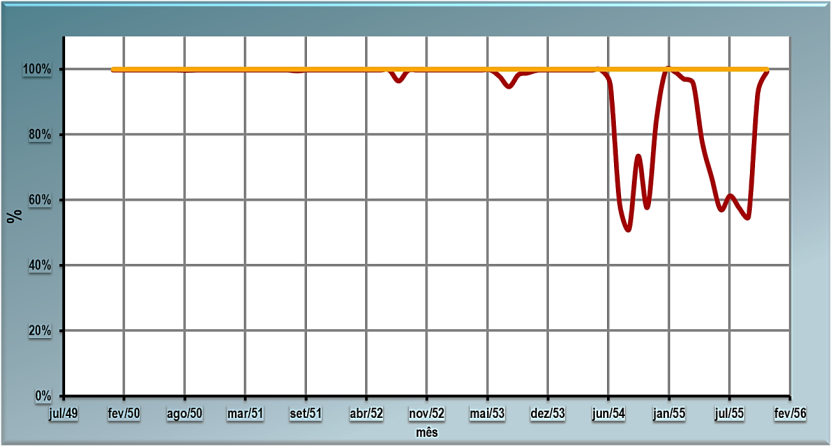 100%
80%
60%
40%
20%
0%
%
jul/49
fev/50
ago/50
mar/51
set/51
abr/52
nov/52
mai/53
dez/53
jun/54
jan/55
jul/55
fev/56
mês